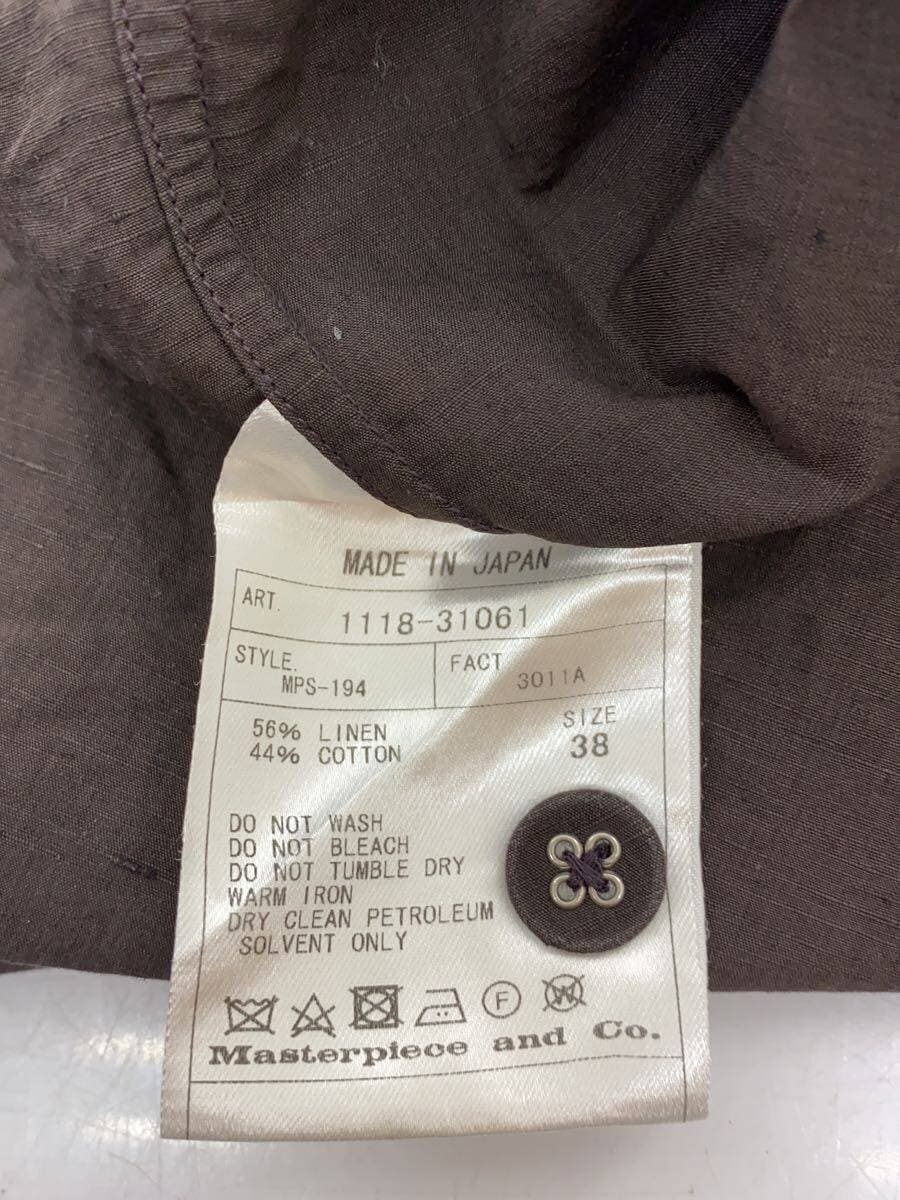 MADE IN JAPAN
ART.
1118-31061
STYLE.
MPS-194
FACT
3011A
56% LINEN
44% COTTON
SIZE
38
DO NOT WASH
DO NOT BLEACH
DO NOT TUMBLE DRY
WARM IRON
DRY CLEAN PETROLEUM
SOLVENT ONLY
F W
Masterpiece and Co.